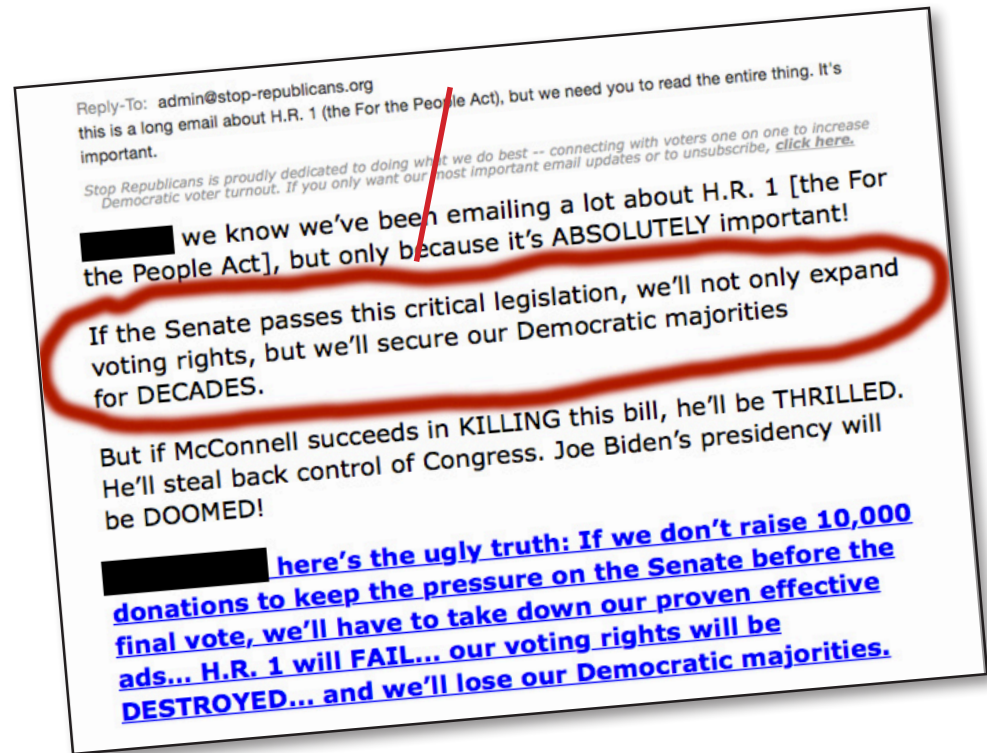 Reply-To: admin@stop-republicans.org
this is a long email about H.R. 1 (the For the People Act), but we need you to read the entire thing. It's
important.
Stop Republicans is proudly dedicated to doing what we do best -- connecting with voters one on one to increase
Democratic voter turnout. If you only want our most important email updates or to unsubscribe, click here.
we know we've been emailing a lot about H.R. 1 [the For
the People Act], but only because it's ABSOLUTELY important!
If the Senate passes this critical legislation, we'll not only expand
voting rights, but we'll secure our Democratic majorities
for DECADES.
But if McConnell succeeds in KILLING this bill, he'll be THRILLED.
He'll steal back control of Congress. Joe Biden's presidency will
be DOOMED!
here's the ugly truth: If we don't raise 10,000
donations to keep the pressure on the Senate before the
final vote, we'll have to take down our proven effective
ads... H.R. 1 will FAIL... our voting rights will be
DESTROYED... and we'll lose our Democratic majorities.